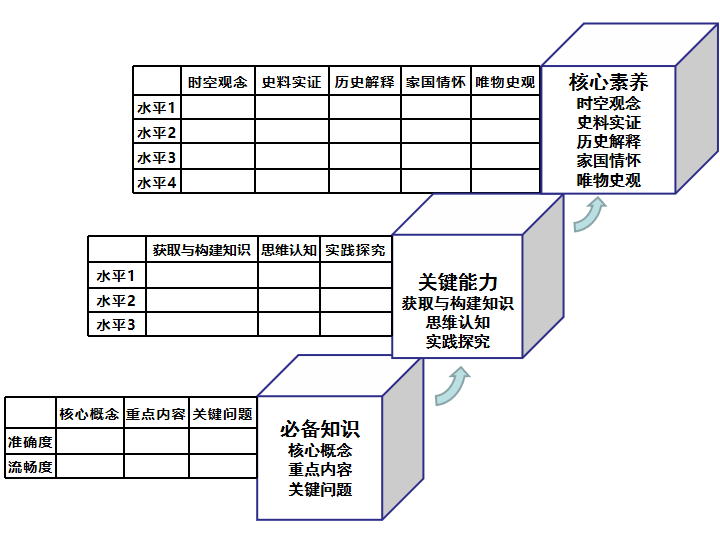 时空观念 史料实证 历史解释 家国情怀 唯物史观
水平1
水平2
水平3
水平4
核心素养
时空观念
史料实证
历史解释
家国情怀
唯物史观
获取与构建知识 思维认知 实践探究
水平1
水平2
水平3
关键能力
获取与构建知识
思维认知
实践探究
核心概念 重点内容 关键问题
准确度
流畅度
必备知识
核心概念
重点内容
关键问题